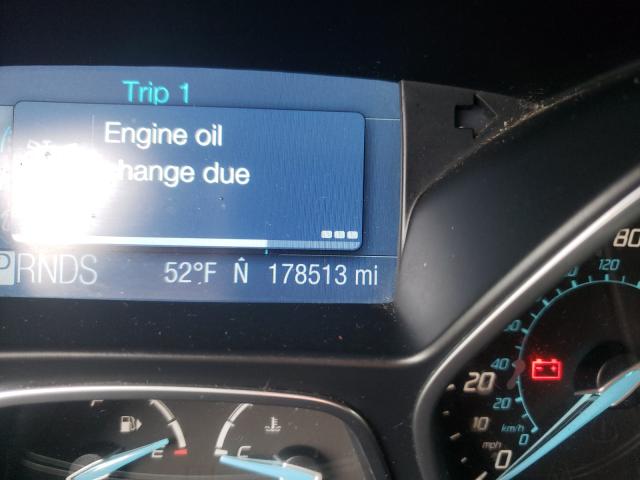 Trip 1
Engine oil
change due
PRNDS 52°F N 178513 mi
80
120
40
20
20
10
km/h
mph
0
0
F
E
C